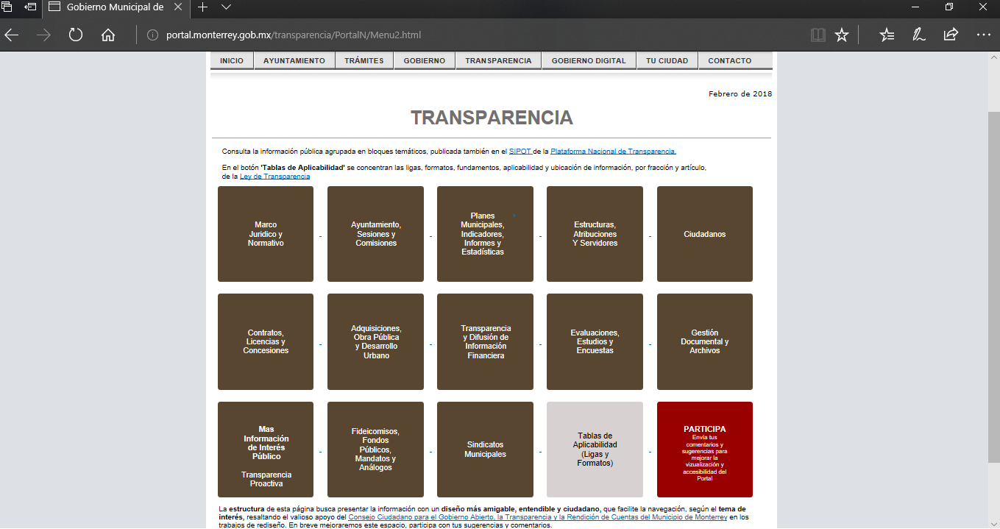 Gobierno Municipal de
portal.monterrey.gob.mx/transparencia/PortalN/Menu2.html
INICIO AYUNTAMIENTO TRÁMITES GOBIERNO TRANSPARENCIA GOBIERNO DIGITAL TU CIUDAD CONTACTO
Febrero de 2018
TRANSPARENCIA
Consulta la información pública agrupada en bloques temáticos, publicada también en el SIPOT de la Plataforma Nacional de Transparencia.
En el botón 'Tablas de Aplicabilidad' se concentran las ligas, formatos, fundamentos, aplicabilidad y ubicación de información, por fracción y artículo,
de la Ley de Transparencia
Marco
Jurídico y
Normativo
Ayuntamiento,
Sesiones y
Comisiones
Planes
Municipales,
Indicadores,
Informes y
Estadísticas
Estructuras,
Atribuciones
Y Servidores
Ciudadanos
Contratos,
Licencias y
Concesiones
Adquisiciones,
Obra Pública
y Desarrollo
Urbano
Transparencia
y Difusión de
Información
Financiera
Evaluaciones,
Estudios y
Encuestas
Gestión
Documental y
Archivos
Mas
Información
de Interés
Público
Transparencia
Proactiva
Fideicomisos,
Fondos
Públicos,
Mandatos y
Análogos
Sindicatos
Municipales
Tablas de
Aplicabilidad
(Ligas y
Formatos)
PARTICIPA
Envía tus
comentarios y
sugerencias para
mejorar la
vizualización y
accesibilidad del
Portal
La estructura de esta página busca presentar la información con un diseño más amigable, entendible y ciudadano, que facilite la navegación, según el tema de
interés, resaltando el valioso apoyo del Consejo Ciudadano para el Gobierno Abierto, la Transparencia y la Rendición de Cuentas del Municipio de Monterrey en los
trabajos de rediseño. En breve mejoraremos este espacio, participa con tus sugerencias y comentarios.